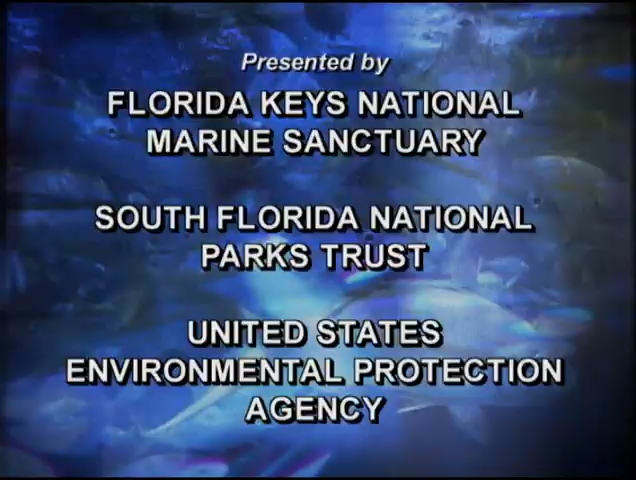 Presented by
FLORIDA KEYS NATIONAL
MARINE SANCTUARY
SOUTH FLORIDA NATIONAL
PARKS TRUST
UNITED STATES
ENVIRONMENTAL PROTECTION
AGENCY